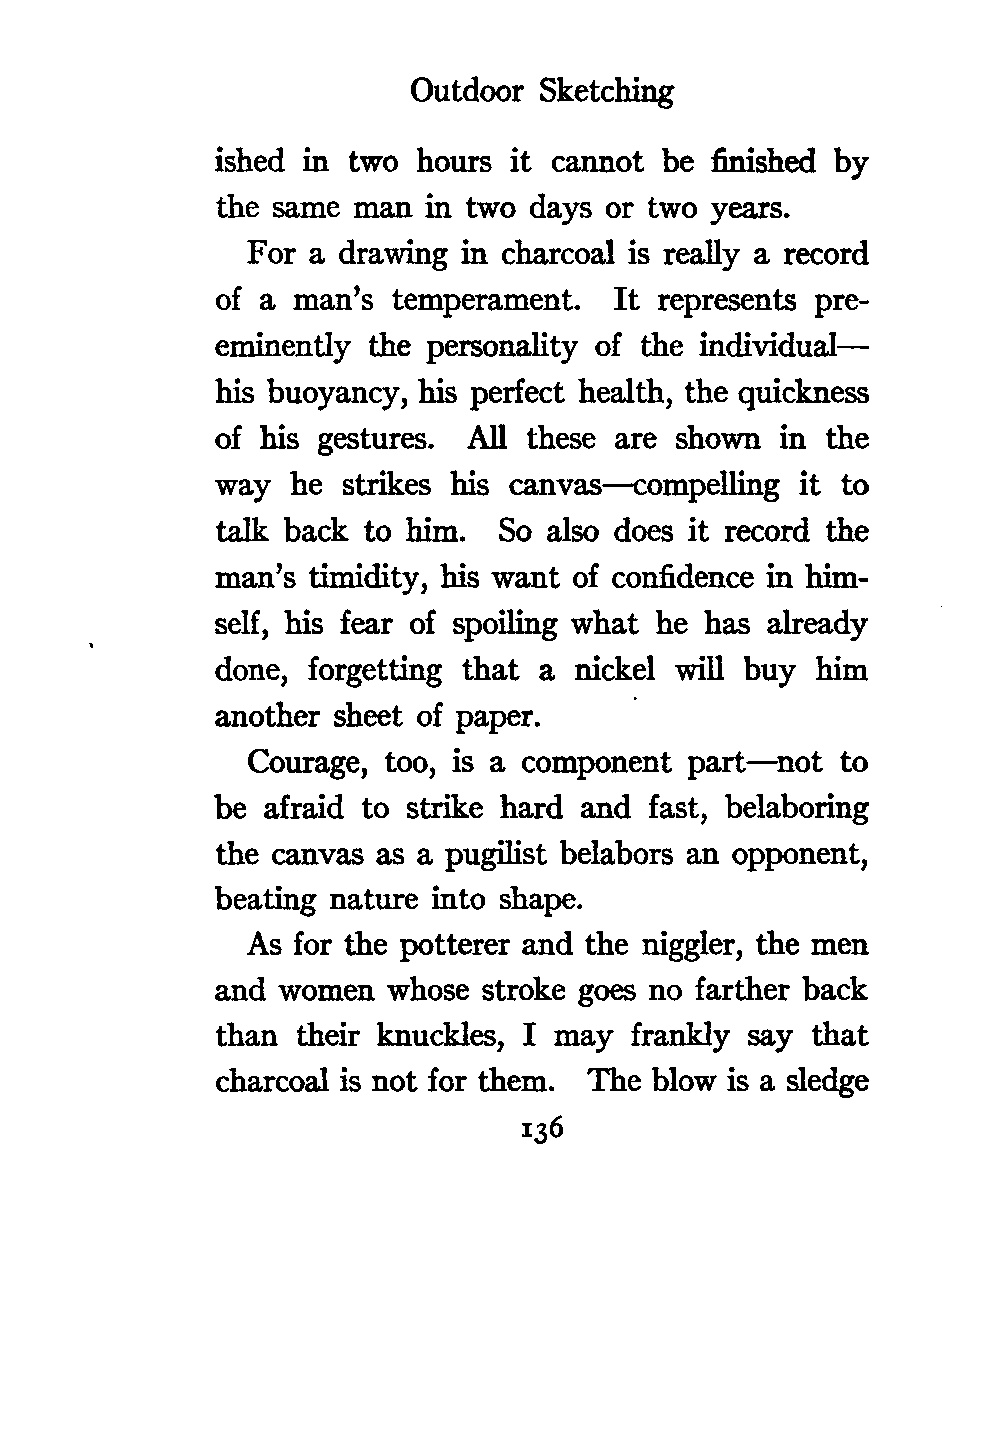 Outdoor Sketching
ished in two hours it cannot be finished by
the same man in two days or two years.
For a drawing in charcoal is really a record
of a man's temperament. It represents pre-
eminently the personality of the individual—
his buoyancy, his perfect health, the quickness
of his gestures. All these are shown in the
way he strikes his canvas—compelling it to
talk back to him. So also does it record the
man's timidity, his want of confidence in him-
self, his fear of spoiling what he has already
done, forgetting that a nickel will buy him
another sheet of paper.
Courage, too, is a component part—not to
be afraid to strike hard and fast, belaboring
the canvas as a pugilist belabors an opponent,
beating nature into shape.
As for the potterer and the niggler, the men
and women whose stroke goes no farther back
than their knuckles, I may frankly say that
charcoal is not for them. The blow is a sledge
136